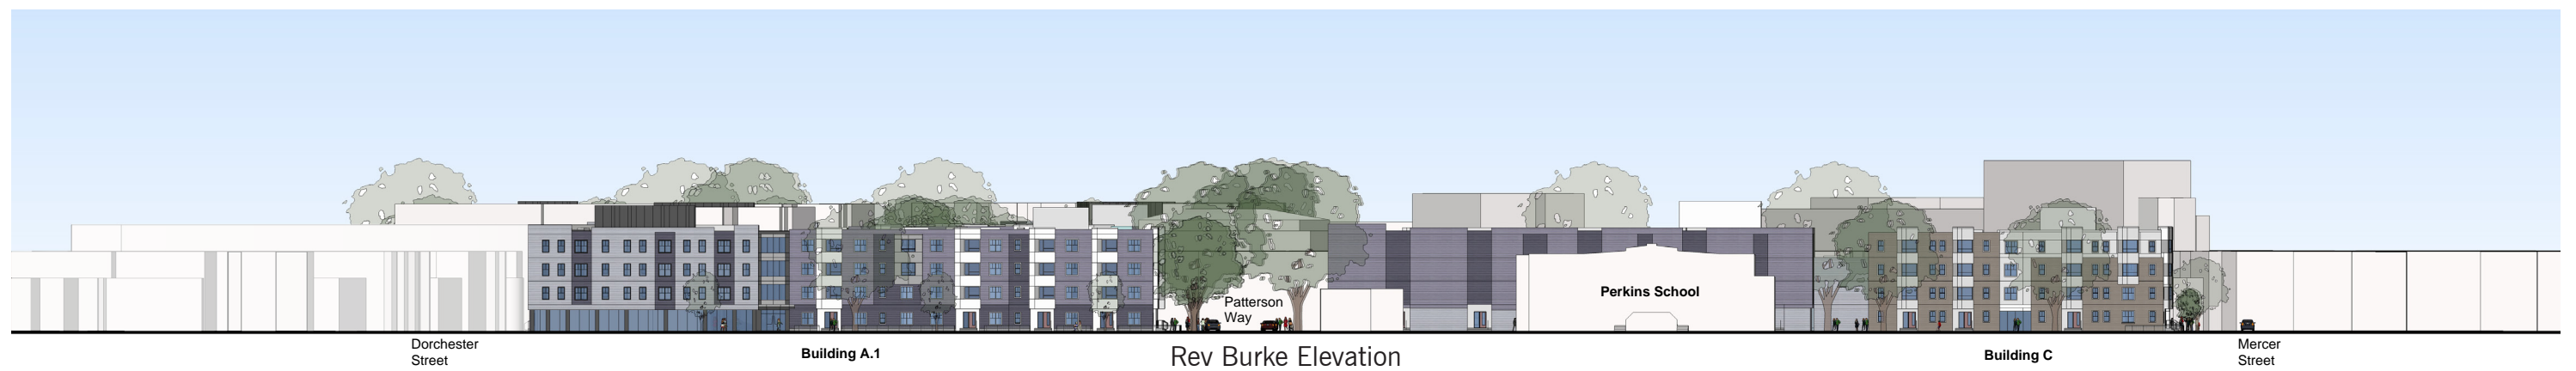 Patterson
Way
Perkins School
Dorchester
Street
Building A.1
Rev Burke Elevation
Building C
Mercer
Street